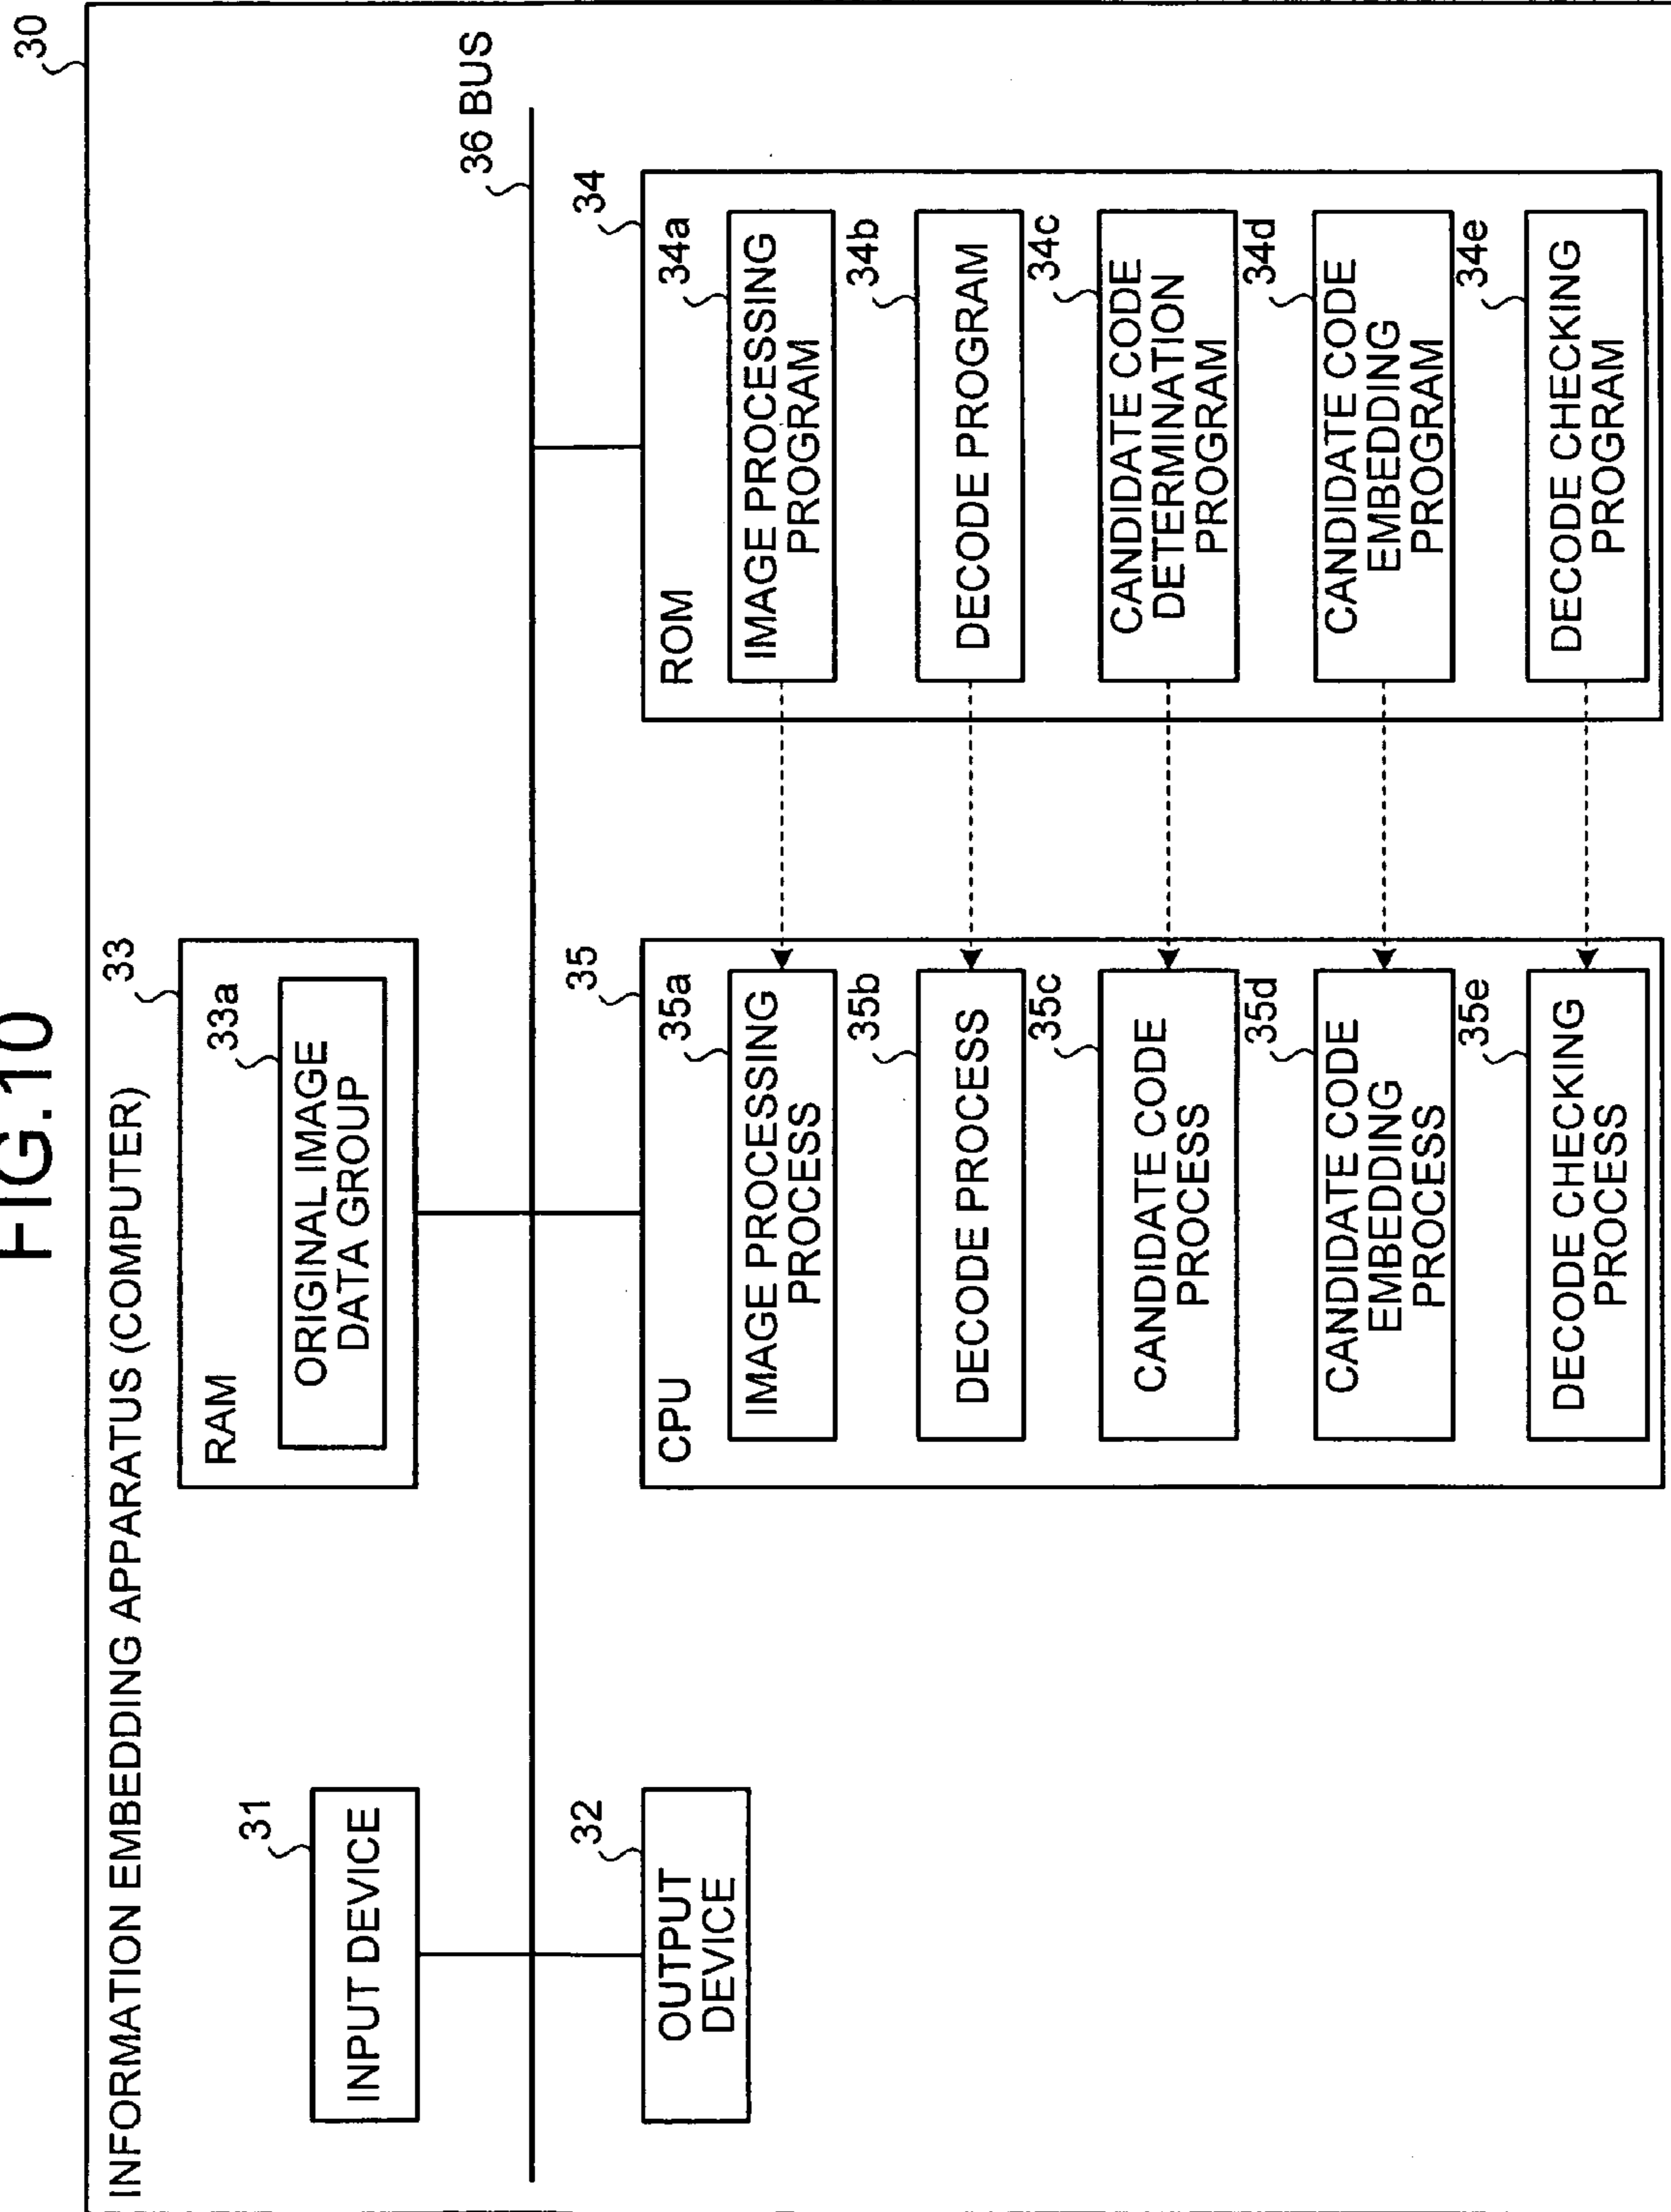 FIG.10
30
INFORMATION EMBEDDING APPARATUS (COMPUTER)
31
INPUT DEVICE
33
RAM
33a
ORIGINAL IMAGE
DATA GROUP
36 BUS
32
OUTPUT
DEVICE
35
CPU
35a
IMAGE PROCESSING
PROCESS
35b
DECODE PROCESS
35c
CANDIDATE CODE
PROCESS
35d
CANDIDATE CODE
EMBEDDING
PROCESS
35e
DECODE CHECKING
PROCESS
34
ROM
34a
IMAGE PROCESSING
PROGRAM
34b
DECODE PROGRAM
34c
CANDIDATE CODE
DETERMINATION
PROGRAM
34d
CANDIDATE CODE
EMBEDDING
PROGRAM
34e
DECODE CHECKING
PROGRAM